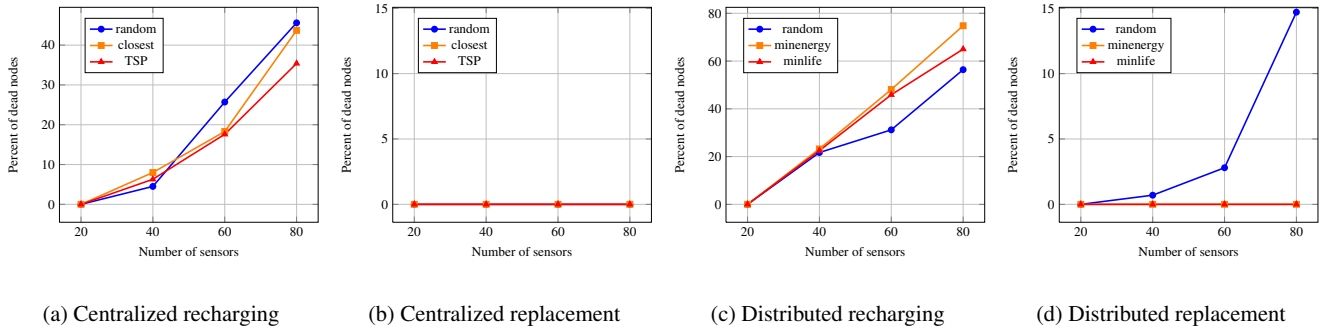 Percent of dead nodes
40
30
20
10
0
20
40
60
80
Number of sensors
random
closest
TSP
(a) Centralized recharging
Percent of dead nodes
15
10
5
0
20
40
60
80
Number of sensors
random
closest
TSP
(b) Centralized replacement
Percent of dead nodes
80
60
40
20
0
20
40
60
80
Number of sensors
random
minenergy
minlife
(c) Distributed recharging
Percent of dead nodes
15
10
5
0
20
40
60
80
Number of sensors
random
minenergy
minlife
(d) Distributed replacement